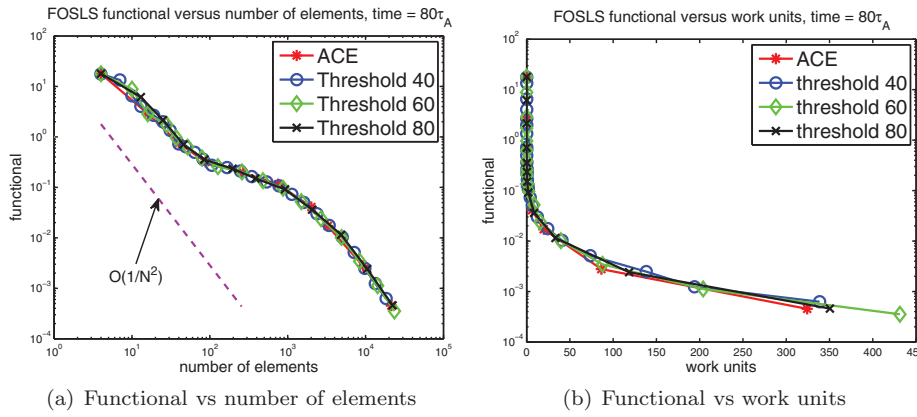 FOSLS functional versus number of elements, time = 80τA
10^2
10^1
10^0
10^−1
10^−2
10^−3
10^−4
functional
ACE
Threshold 40
Threshold 60
Threshold 80
O(1/N^2)
10^0
10^1
10^2
10^3
10^4
10^5
number of elements
(a) Functional vs number of elements
FOSLS functional versus work units, time = 80τA
10^2
10^1
10^0
10^−1
10^−2
10^−3
10^−4
functional
ACE
threshold 40
threshold 60
threshold 80
0
50
100
150
200
250
300
350
400
work units
(b) Functional vs work units